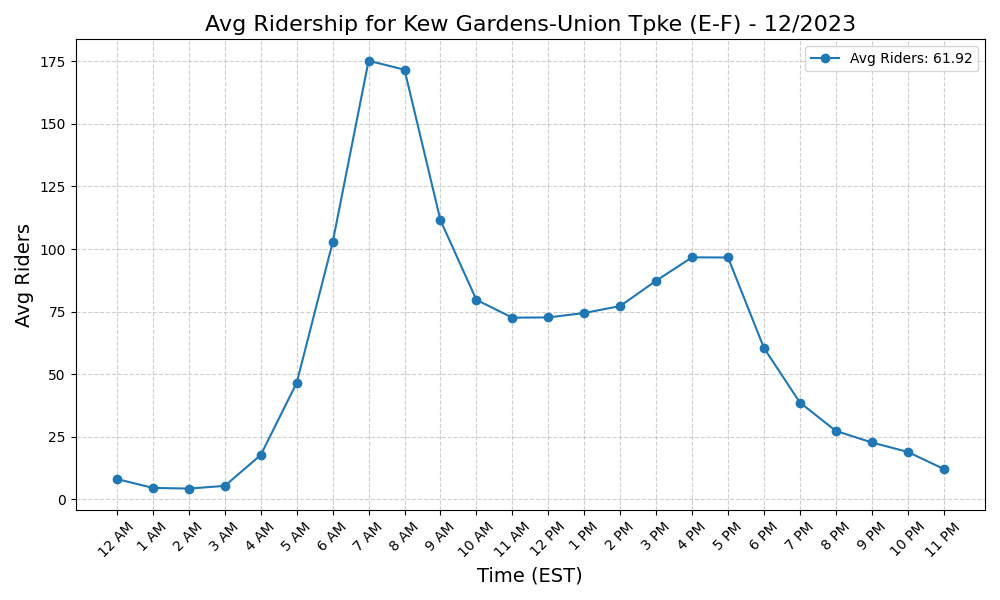 Avg Ridership for Kew Gardens-Union Tpke (E-F) - 12/2023
Avg Riders: 61.92
Avg Riders
175
150
125
100
75
50
25
0
12 AM
1 AM
2 AM
3 AM
4 AM
5 AM
6 AM
7 AM
8 AM
9 AM
10 AM
11 AM
12 PM
1 PM
2 PM
3 PM
4 PM
5 PM
6 PM
7 PM
8 PM
9 PM
10 PM
11 PM
Time (EST)